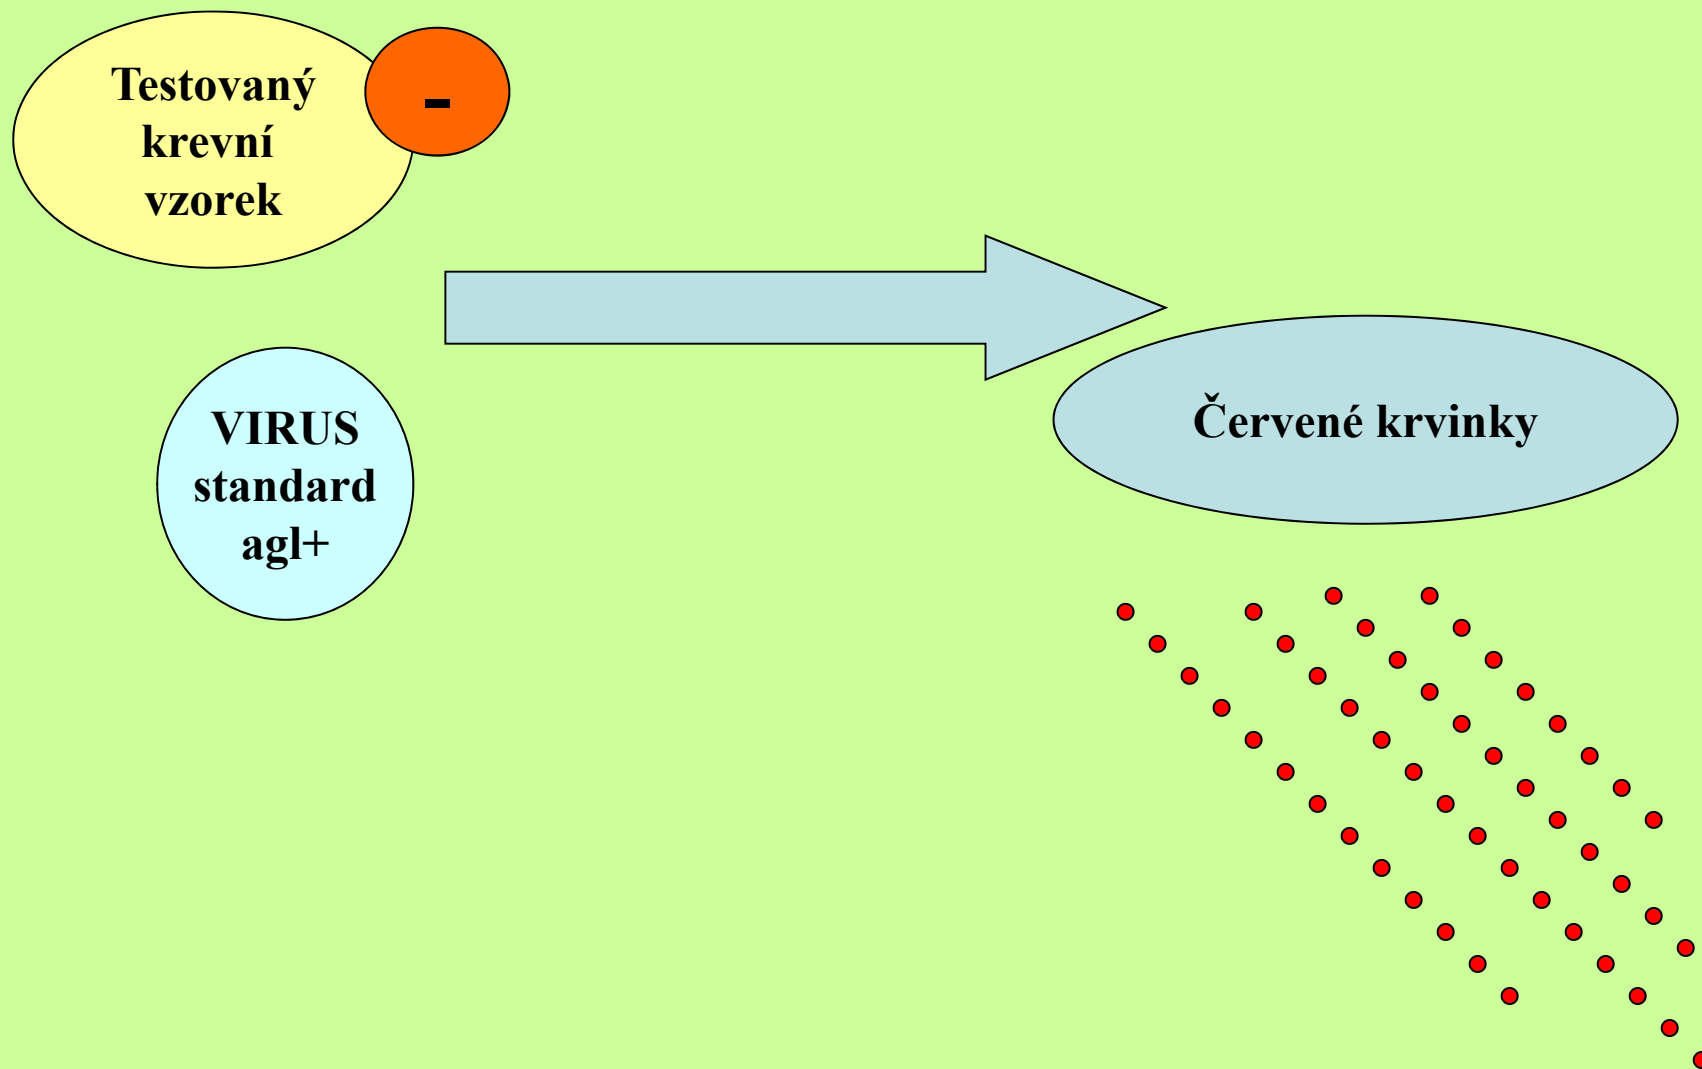 Testovaný
krevní
vzorek
-
VIRUS
standard
agl+
Červené krvinky